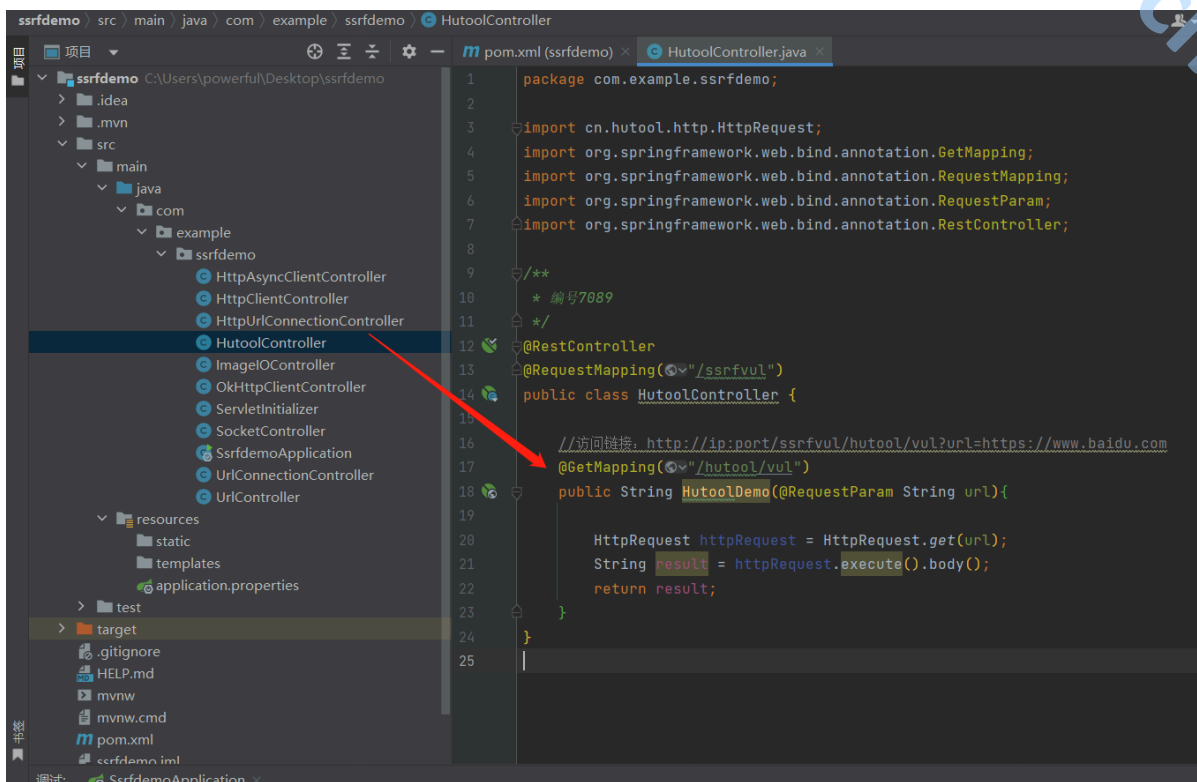 ssrfdemo 〉 src 〉 main 〉 java 〉 com 〉 example 〉 ssrfdemo 〉 HutoolController
项目
项目
ssrfdemo C:\Users\powerful\Desktop\ssrfdemo
.idea
.mvn
src
main
java
com
example
ssrfdemo
HttpAsyncClientController
HttpClientController
HttpUrlConnectionController
HutoolController
ImageIOController
OkHttpClientController
ServletInitializer
SocketController
SsrfdemoApplication
UrlConnectionController
UrlController
resources
static
templates
application.properties
test
target
.gitignore
HELP.md
mvnw
mvnw.cmd
pom.xml
ssrfdemo.iml
书签
调试: SsrfdemoApplication ×
pom.xml (ssrfdemo) × HutoolController.java ×
1 package com.example.ssrfdemo;
2
3 import cn.hutool.http.HttpRequest;
4 import org.springframework.web.bind.annotation.GetMapping;
5 import org.springframework.web.bind.annotation.RequestMapping;
6 import org.springframework.web.bind.annotation.RequestParam;
7 import org.springframework.web.bind.annotation.RestController;
8
9 /**
10 * 编号7089
11 */
12 @RestController
13 @RequestMapping("/ssrfvul")
14 public class HutoolController {
15
16 //访问链接：http://ip:port/ssrfvul/hutool/vul?url=https://www.baidu.com
17 @GetMapping("/hutool/vul")
18 public String HutoolDemo(@RequestParam String url){
19
20 HttpRequest httpRequest = HttpRequest.get(url);
21 String result = httpRequest.execute().body();
22 return result;
23 }
24 }
25